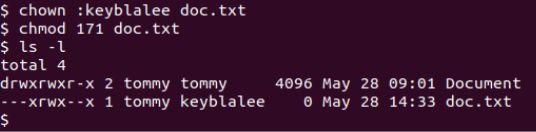 $ chown :keyblalee doc.txt
$ chmod 171 doc.txt
$ ls -l
total 4
drwxrwxr-x 2 tommy tommy     4096 May 28 09:01 Document
---xrwx--x 1 tommy keyblalee    0 May 28 14:33 doc.txt
$